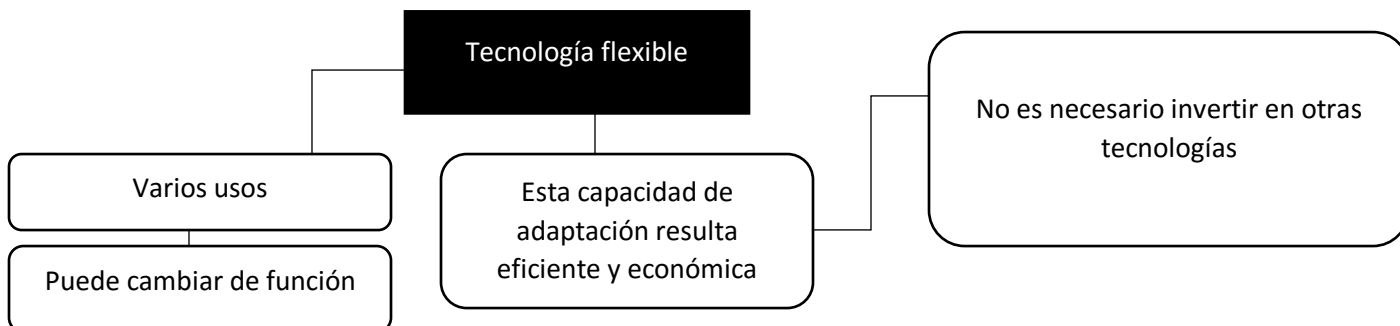 Tecnología flexible
No es necesario invertir en otras
tecnologías
Varios usos
Esta capacidad de
adaptación resulta
eficiente y económica
Puede cambiar de función